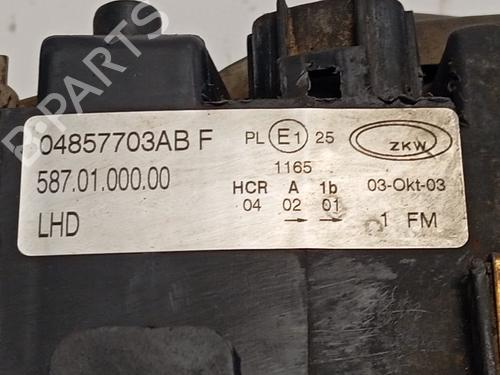 B-PARTS
04857703AB F
PL E1 25
ZKW
587.01.000.00
1165
HCR A 1b
03-Okt-03
04 02 01
LHD
→ → 1 FM